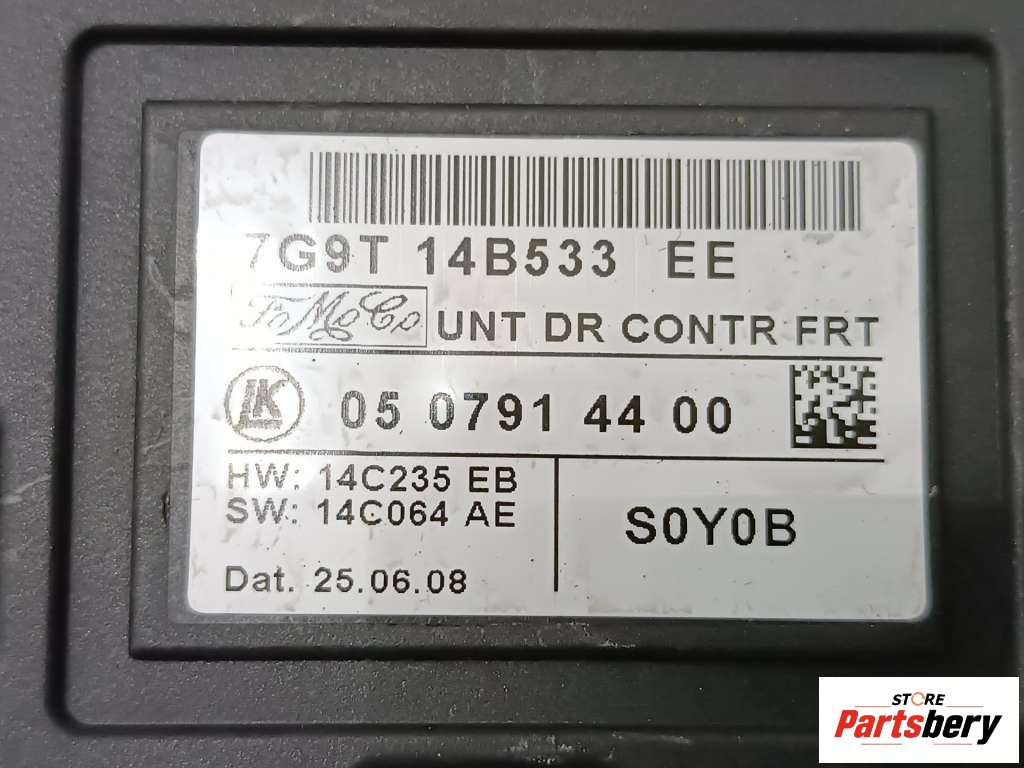 7G9T 14B533 EE
FoMoCo
UNT DR CONTR FRT
LK
05 0791 44 00
HW: 14C235 EB
SW: 14C064 AE
Dat. 25.06.08
S0Y0B
STORE
Partsbery